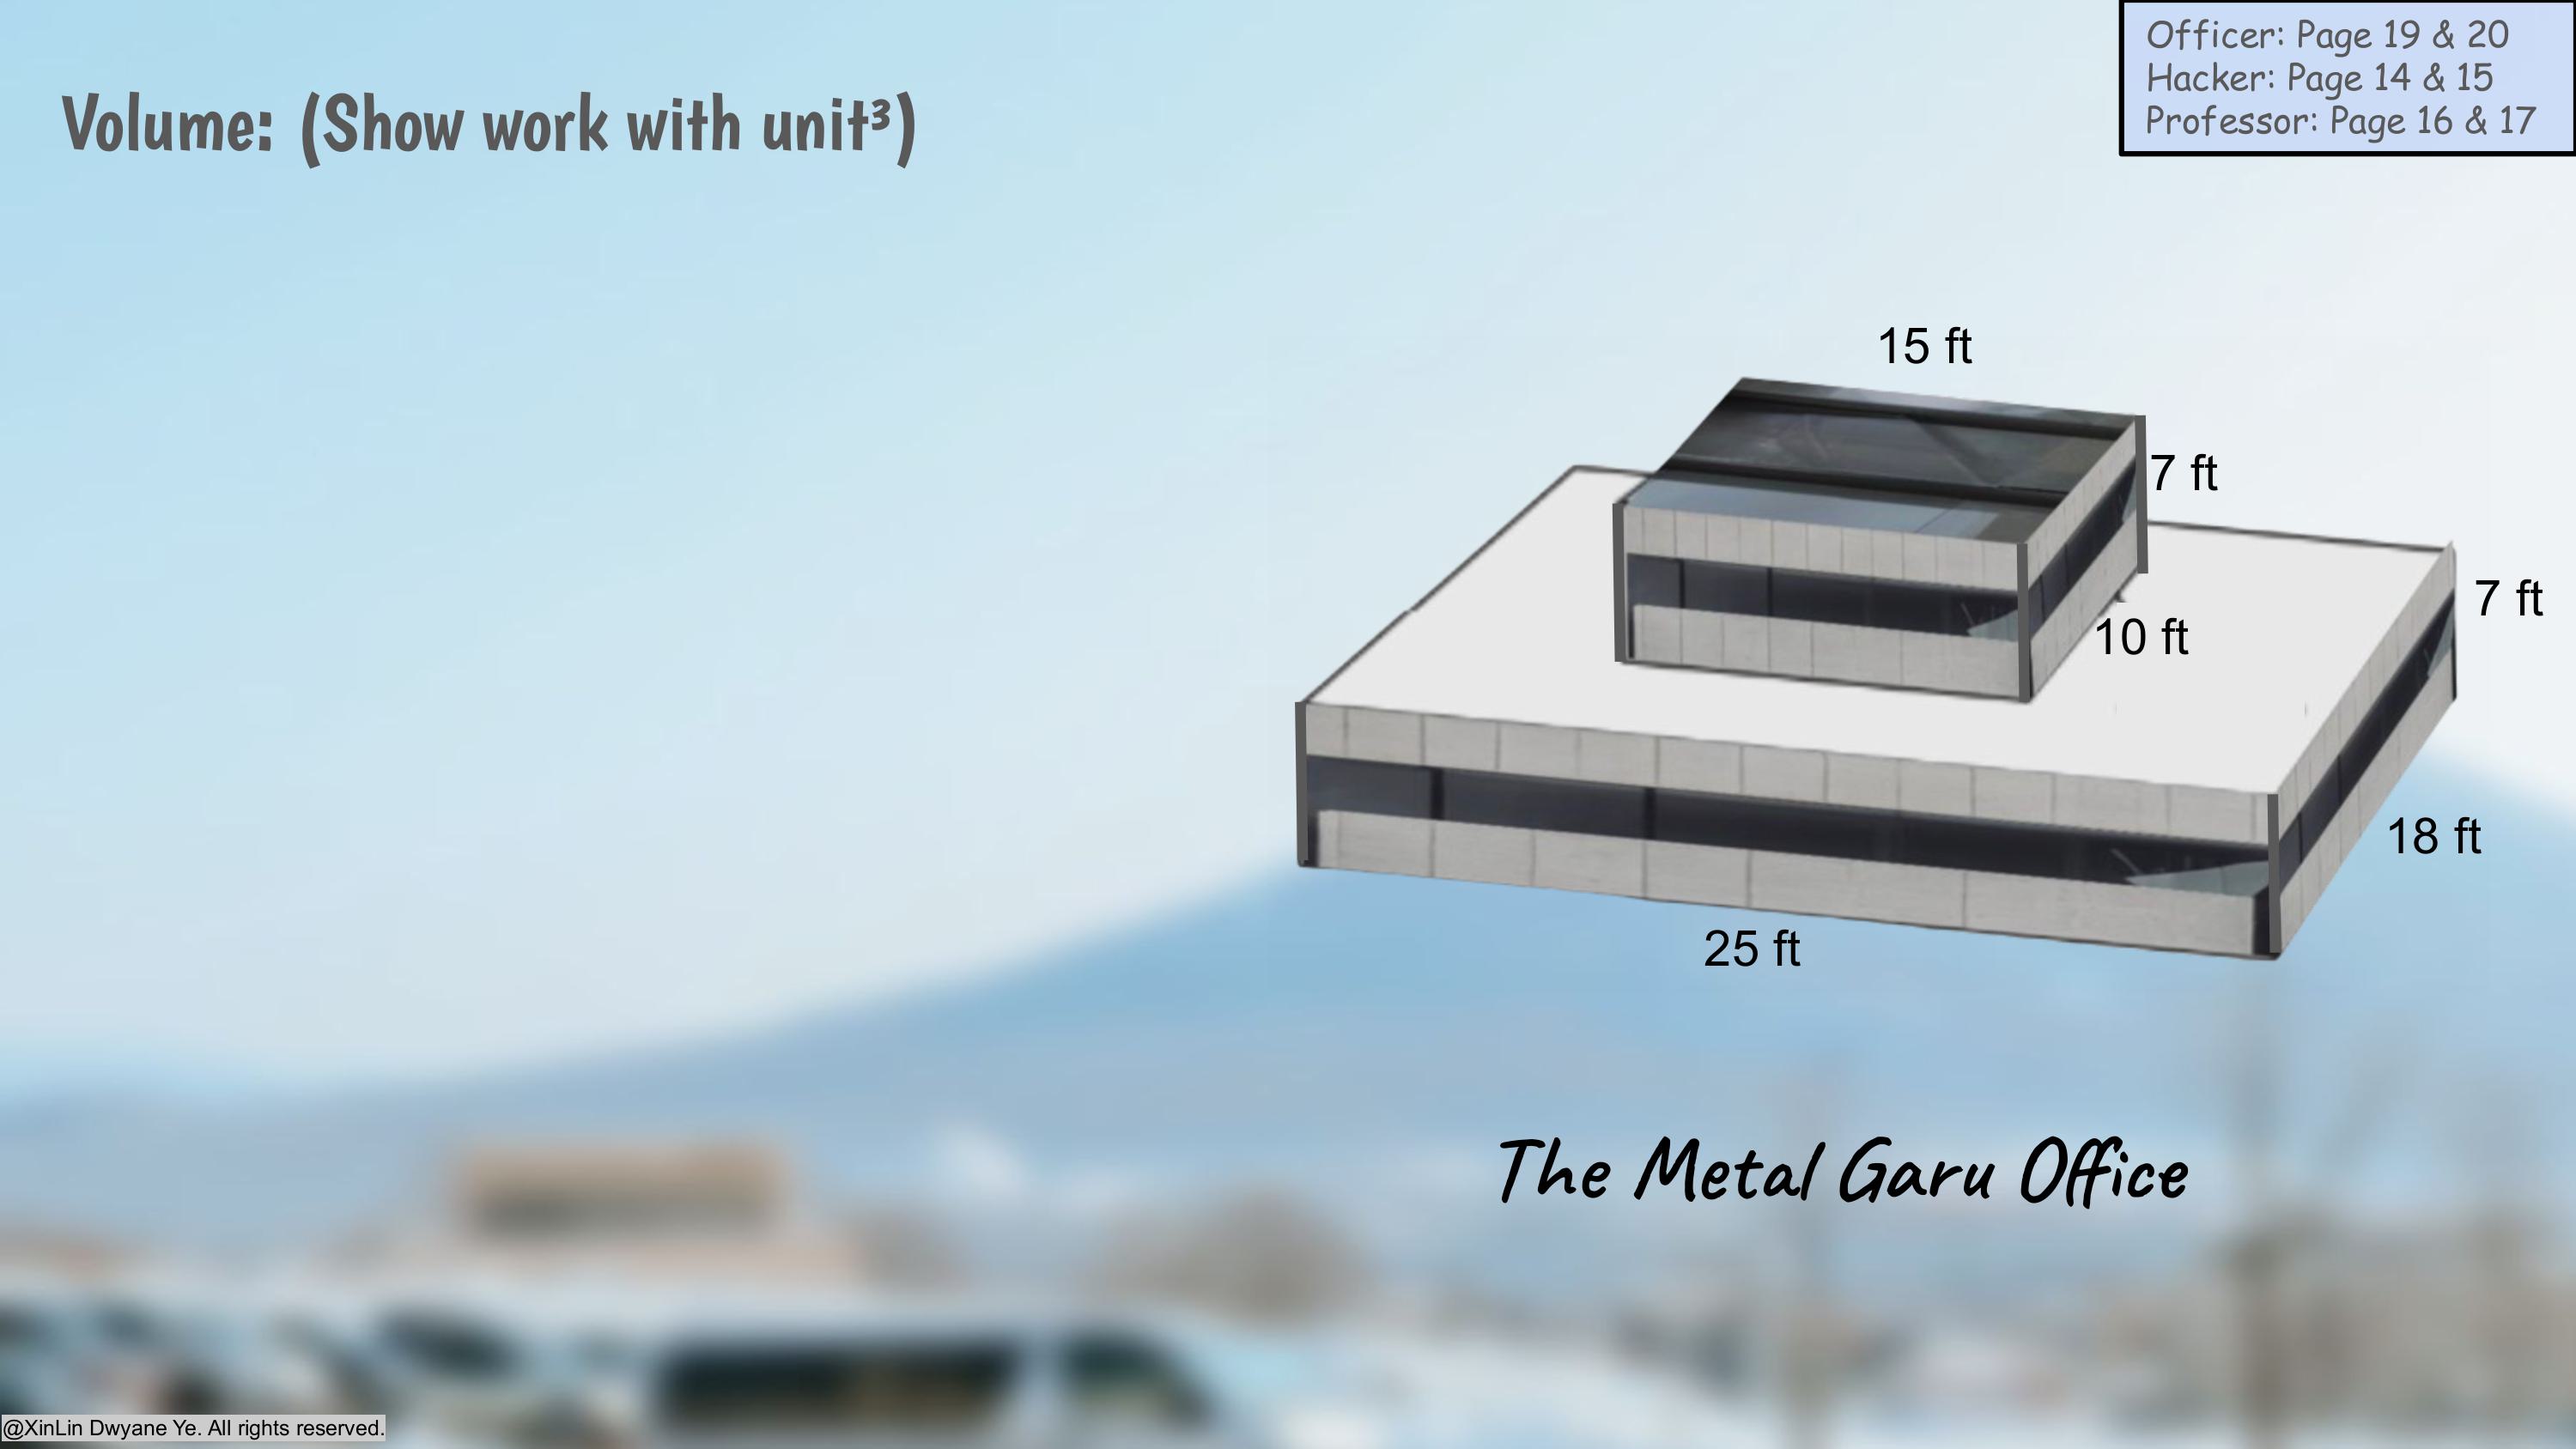 Officer: Page 19 & 20
Hacker: Page 14 & 15
Professor: Page 16 & 17
Volume: (Show work with unit³)
15 ft
7 ft
7 ft
10 ft
18 ft
25 ft
The Metal Garu Office
@XinLin Dwyane Ye. All rights reserved.